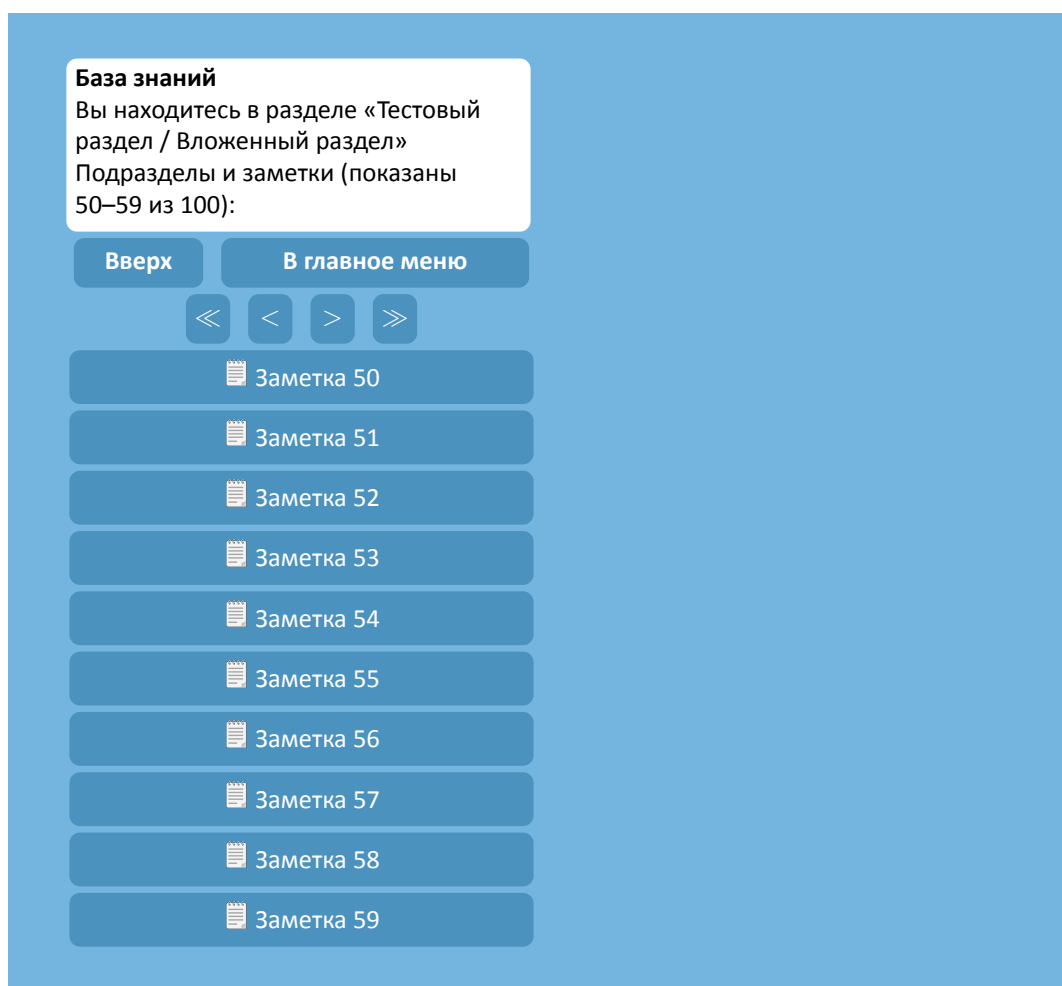 База знаний
Вы находитесь в разделе «Тестовый
раздел / Вложенный раздел»
Подразделы и заметки (показаны
50–59 из 100):
Вверх В главное меню
≪ < > ≫
Заметка 50
Заметка 51
Заметка 52
Заметка 53
Заметка 54
Заметка 55
Заметка 56
Заметка 57
Заметка 58
Заметка 59